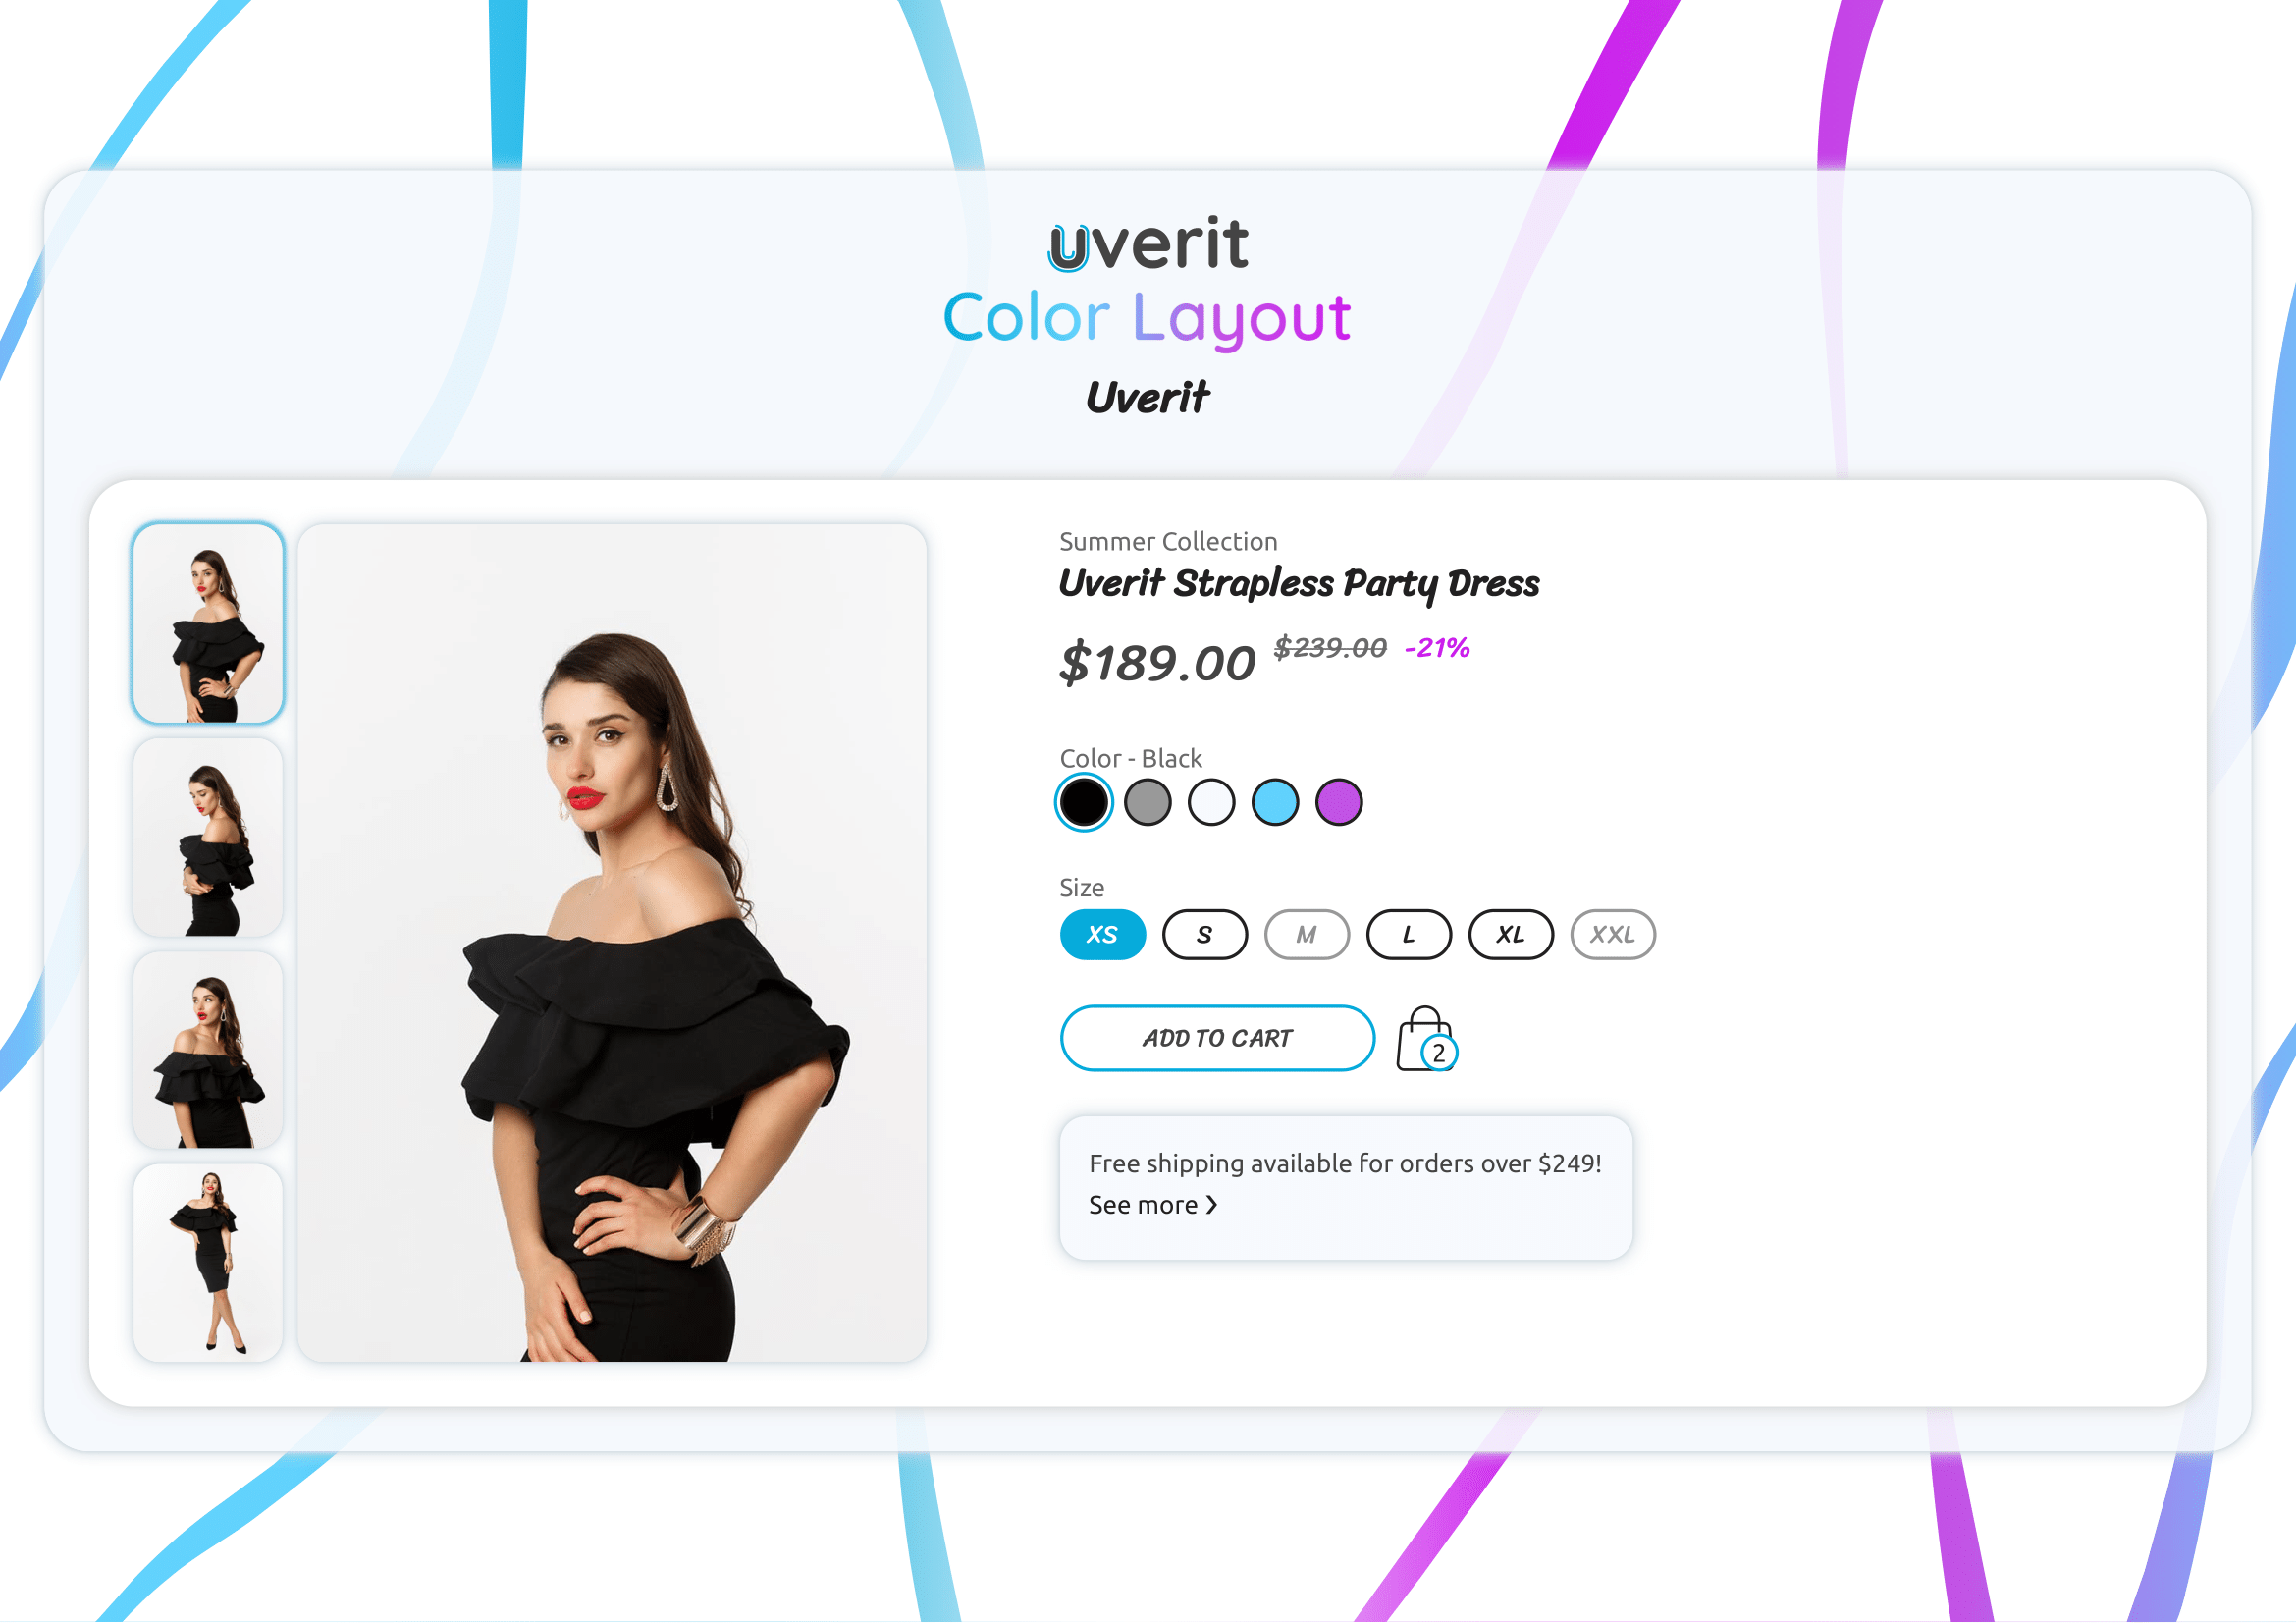 uverit
Color Layout
Uverit
Summer Collection
Uverit Strapless Party Dress
$189.00 $239.00 -21%
Color - Black
Size
XS S M L XL XXL
ADD TO CART 2
Free shipping available for orders over $249!
See more ❯